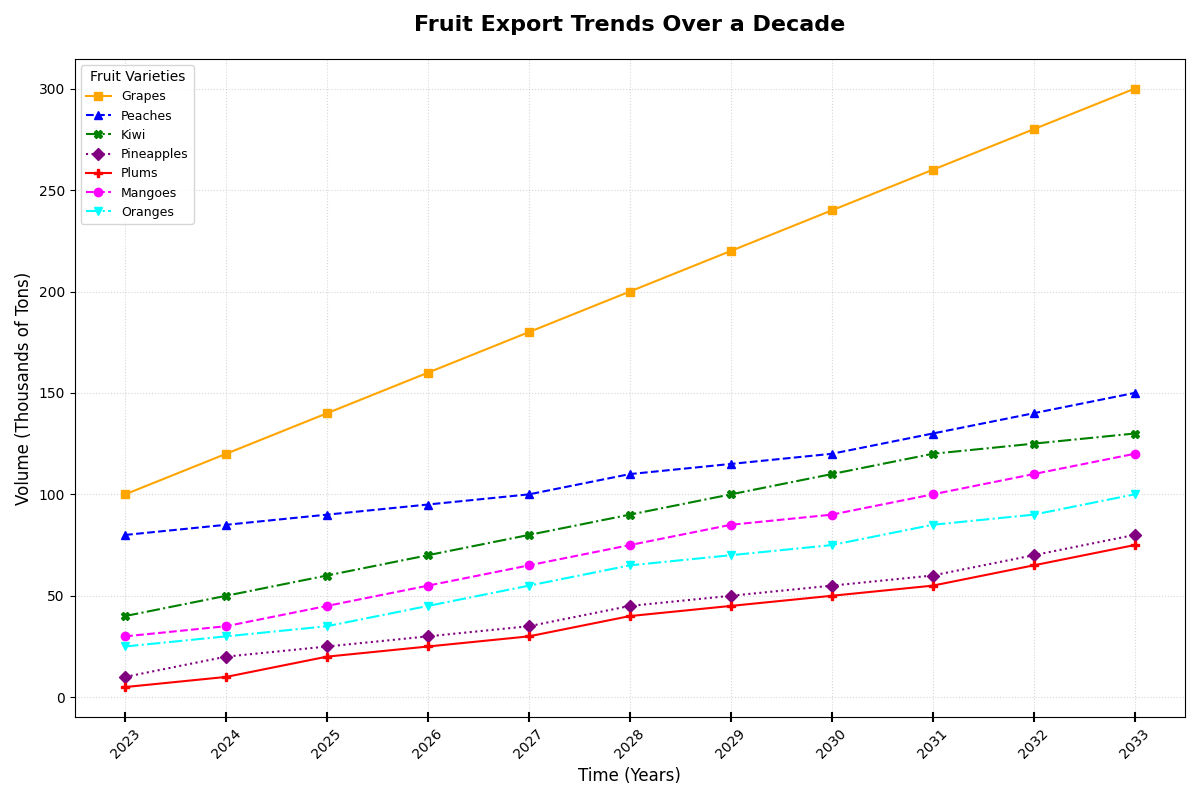 Fruit Export Trends Over a Decade
Fruit Varieties
Grapes
Peaches
Kiwi
Pineapples
Plums
Mangoes
Oranges
Volume (Thousands of Tons)
300
250
200
150
100
50
0
2023
2024
2025
2026
2027
2028
2029
2030
2031
2032
2033
Time (Years)